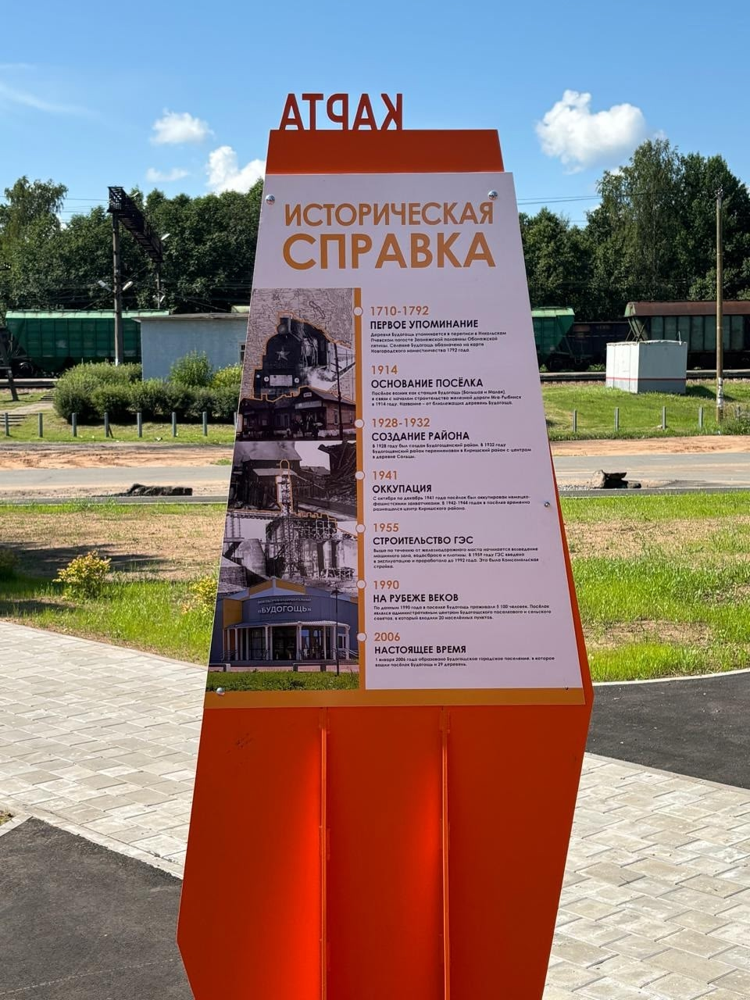 КАРТА
ИСТОРИЧЕСКАЯ
СПРАВКА
1710-1792
ПЕРВОЕ УПОМИНАНИЕ
Деревня Будогощь упоминается в переписи в Никольском
Пчевском погосте Заонежской половины Обонежской
пятины. Селение Будогощь обозначено на карте
Новгородского наместничества 1792 года.
1914
ОСНОВАНИЕ ПОСЁЛКА
Посёлок возник как станция Будогощь (Большая и Малая),
в связи с началом строительства железной дороги Мга-Рыбинск
в 1914 году. Название – от близлежащих деревень Будогоща.
1928-1932
СОЗДАНИЕ РАЙОНА
В 1928 году был создан Будогощенский район. В 1932 году
Будогощенский район переименован в Киришский район с центром
в деревне Сольцы.
1941
ОККУПАЦИЯ
С октября по декабрь 1941 года посёлок был оккупирован немецко-
фашистскими захватчиками. В 1942-1944 годах в посёлке временно
размещался центр Киришского района.
1955
СТРОИТЕЛЬСТВО ГЭС
Выше по течению от железнодорожного моста начинается возведение
машинного зала, водосброса и плотины. В 1959 году ГЭС введено
в эксплуатацию и проработала до 1992 года. Это была Комсомольская
стройка.
1990
НА РУБЕЖЕ ВЕКОВ
По данным 1990 года в поселке Будогощь проживали 5 100 человек. Посёлок
являлся административным центром Будогощского поселкового и сельского
советов, в который входили 20 населённых пунктов.
2006
НАСТОЯЩЕЕ ВРЕМЯ
1 января 2006 года образовано Будогощское городское поселение, в которое
вошли посёлок Будогощь и 29 деревень.
«БУДОГОЩЬ»